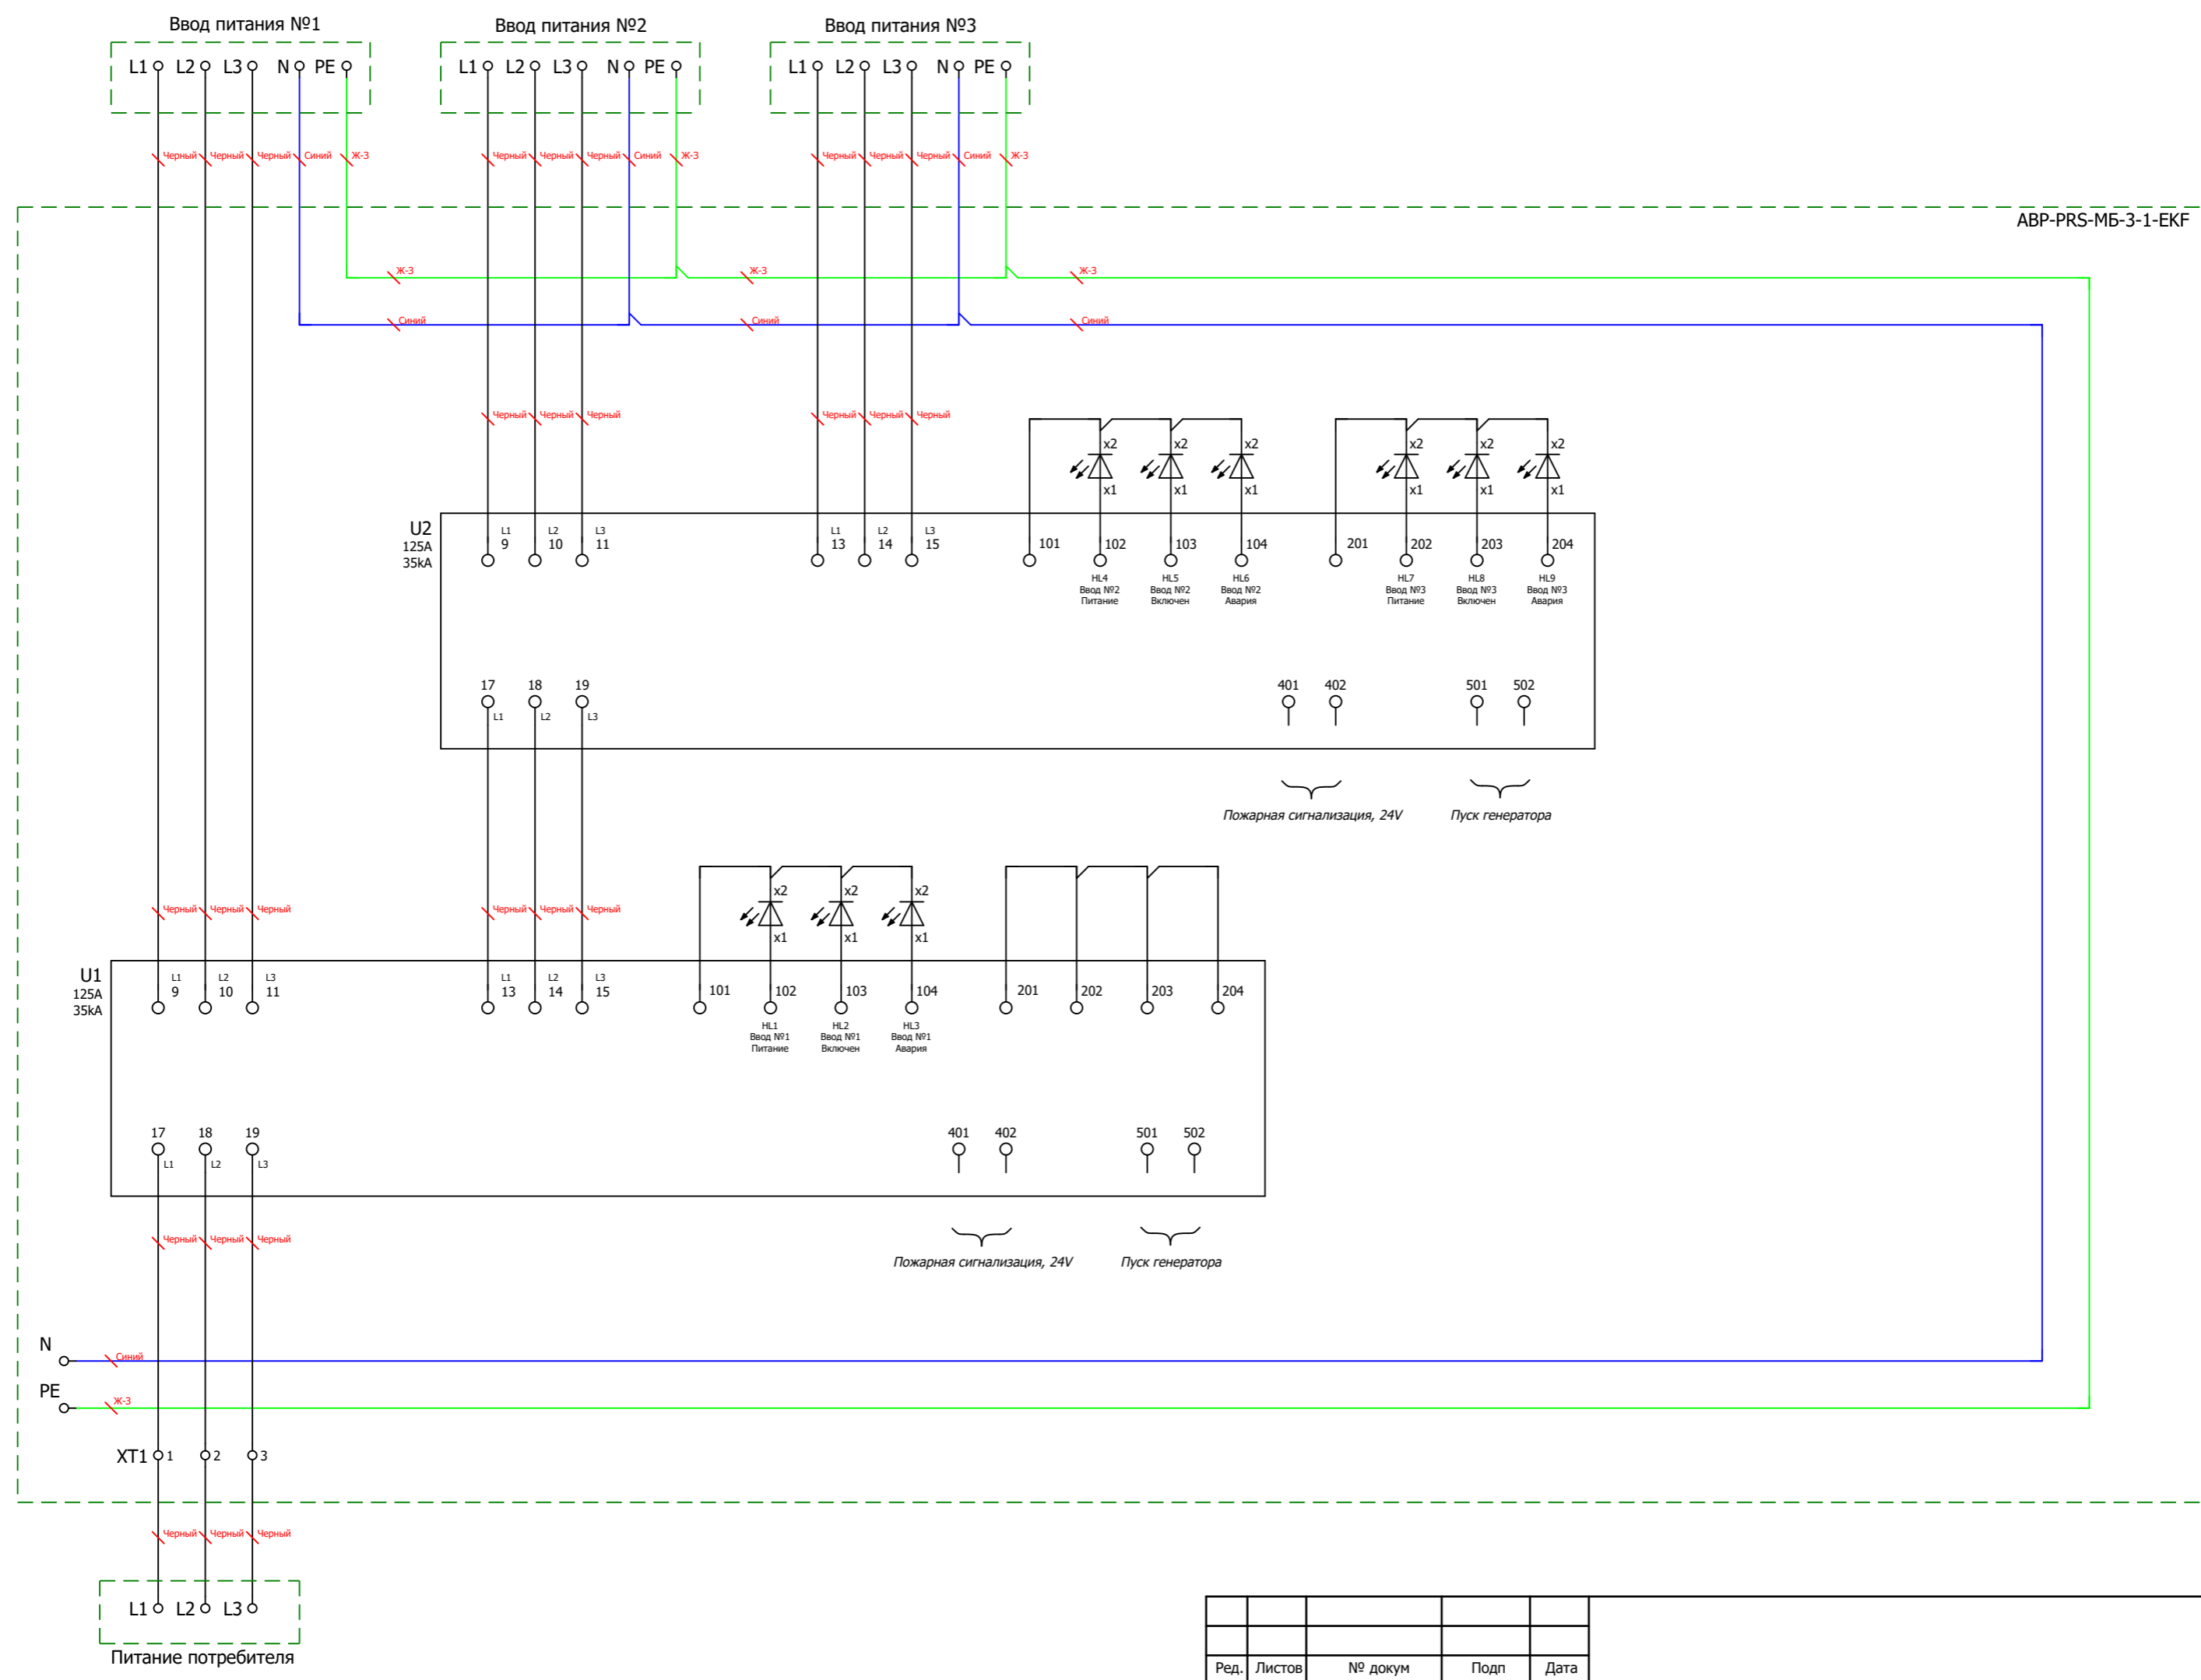 Ввод питания №1 Ввод питания №2 Ввод питания №3
L1 L2 L3 N PE L1 L2 L3 N PE L1 L2 L3 N PE
Черный Черный Черный Синий Ж-З Черный Черный Черный Синий Ж-З Черный Черный Черный Синий Ж-З
АВР-PRS-МБ-3-1-EKF
Ж-З Ж-З Ж-З
Синий Синий Синий
Черный Черный Черный Черный Черный Черный
x2 x2 x2 x2 x2 x2
x1 x1 x1 x1 x1 x1
U2 L1 L2 L3 L1 L2 L3
125A 9 10 11 13 14 15 101 102 103 104 201 202 203 204
35kA
HL4 HL5 HL6 HL7 HL8 HL9
Ввод №2 Ввод №2 Ввод №2 Ввод №3 Ввод №3 Ввод №3
Питание Включен Авария Питание Включен Авария
17 18 19 401 402 501 502
L1 L2 L3
Пожарная сигнализация, 24V Пуск генератора
x2 x2 x2
Черный Черный Черный Черный Черный Черный
x1 x1 x1
U1 L1 L2 L3 L1 L2 L3
125A 9 10 11 13 14 15 101 102 103 104 201 202 203 204
35kA
HL1 HL2 HL3
Ввод №1 Ввод №1 Ввод №1
Питание Включен Авария
17 18 19 401 402 501 502
L1 L2 L3
Черный Черный Черный
Пожарная сигнализация, 24V Пуск генератора
N
Синий
PE
Ж-З
XT1 1 2 3
Черный Черный Черный
L1 L2 L3
Питание потребителя
Ред. Листов № докум Подп Дата